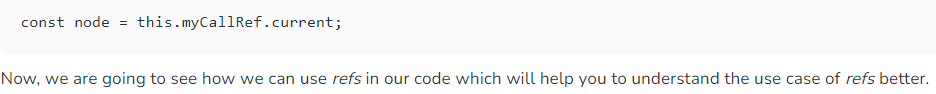 const node = this.myCallRef.current;
Now, we are going to see how we can use refs in our code which will help you to understand the use case of refs better.